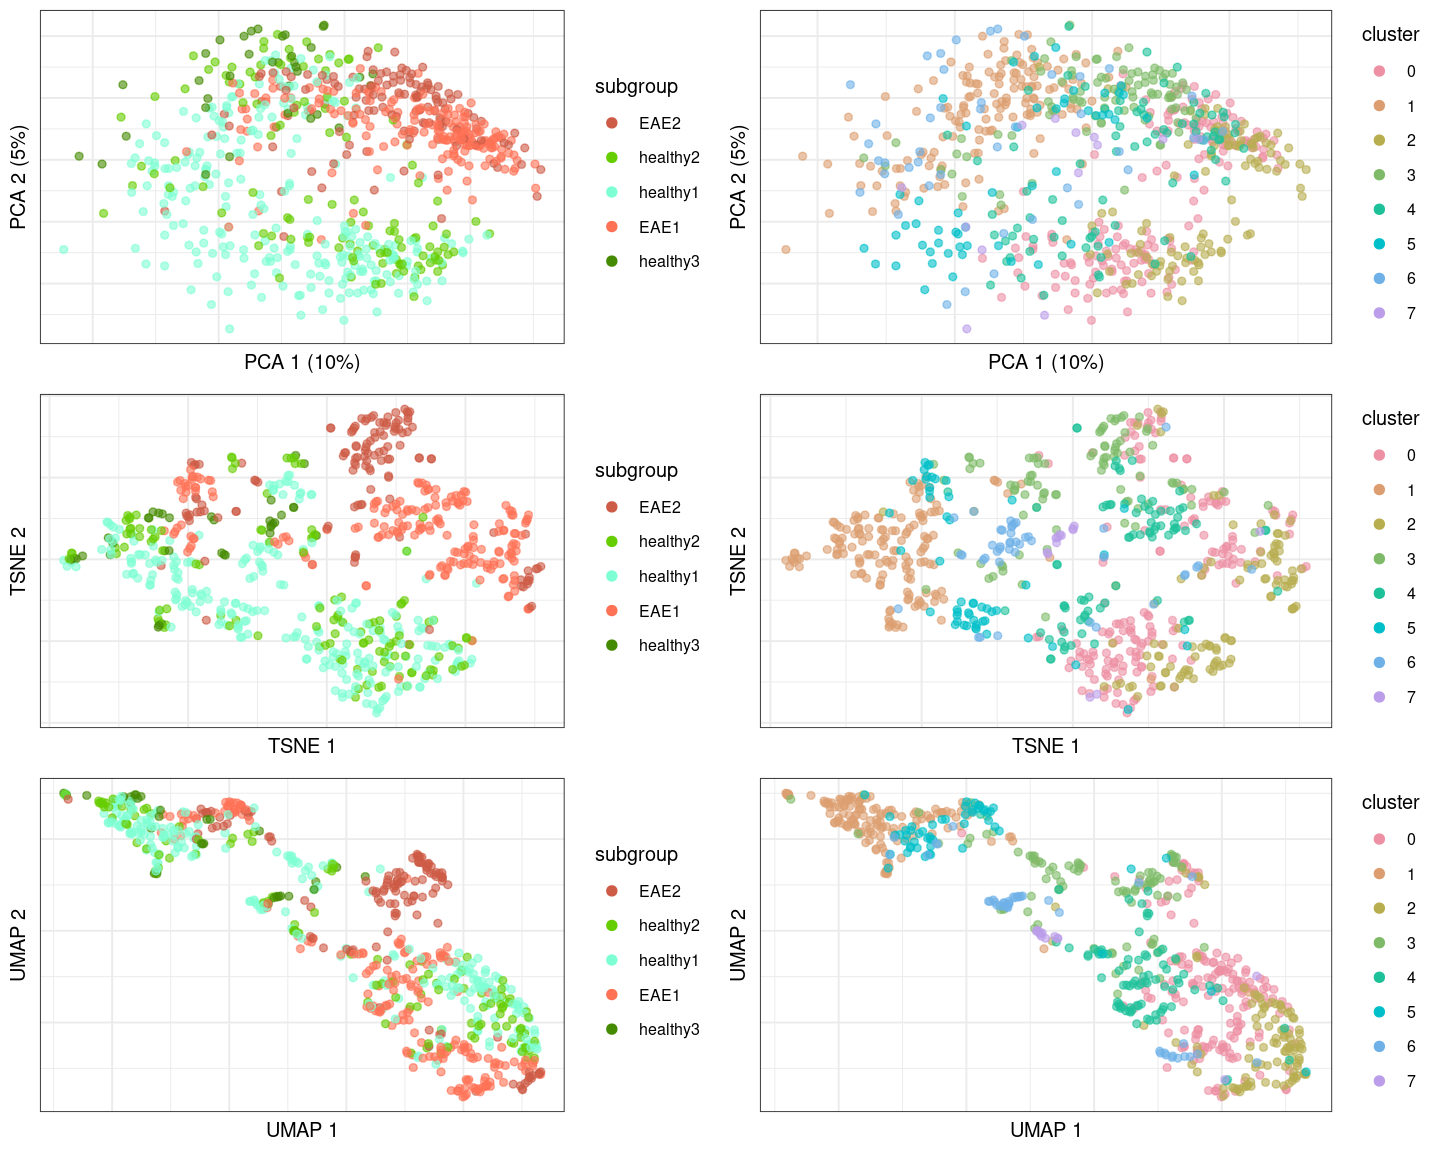 PCA 2 (5%)
PCA 1 (10%)
subgroup
EAE2
healthy2
healthy1
EAE1
healthy3
PCA 2 (5%)
PCA 1 (10%)
cluster
0
1
2
3
4
5
6
7
TSNE 2
TSNE 1
subgroup
EAE2
healthy2
healthy1
EAE1
healthy3
TSNE 2
TSNE 1
cluster
0
1
2
3
4
5
6
7
UMAP 2
UMAP 1
subgroup
EAE2
healthy2
healthy1
EAE1
healthy3
UMAP 2
UMAP 1
cluster
0
1
2
3
4
5
6
7